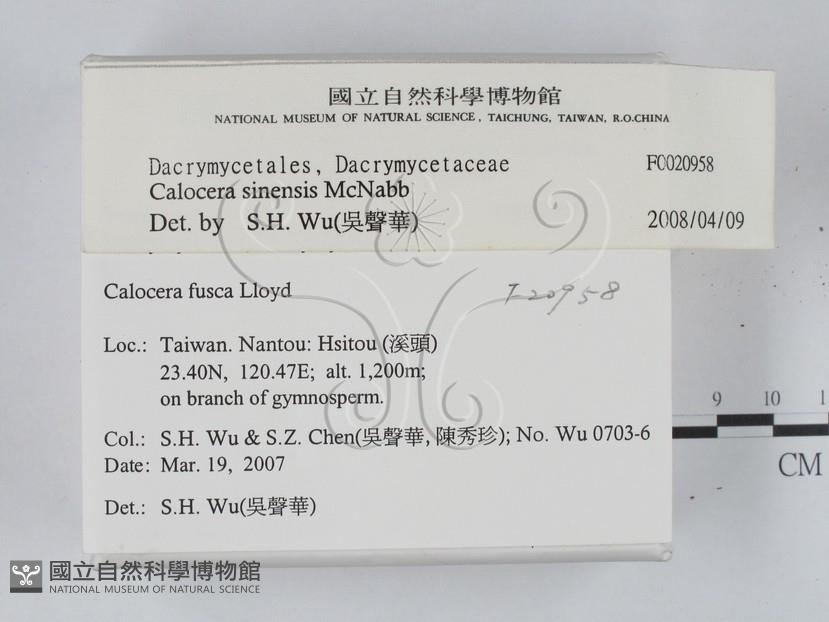 國立自然科學博物館
NATIONAL MUSEUM OF NATURAL SCIENCE, TAICHUNG, TAIWAN, R.O.CHINA
Dacrymycetales, Dacrymycetaceae F0020958
Calocera sinensis McNabb
Det. by S.H. Wu(吳聲華) 2008/04/09
Calocera fusca Lloyd F20958
Loc.: Taiwan. Nantou: Hsitou (溪頭)
23.40N, 120.47E; alt. 1,200m;
on branch of gymnosperm.
Col.: S.H. Wu & S.Z. Chen(吳聲華, 陳秀珍); No. Wu 0703-6
Date: Mar. 19, 2007
Det.: S.H. Wu(吳聲華)
9 10 1
CM
國立自然科學博物館
NATIONAL MUSEUM OF NATURAL SCIENCE